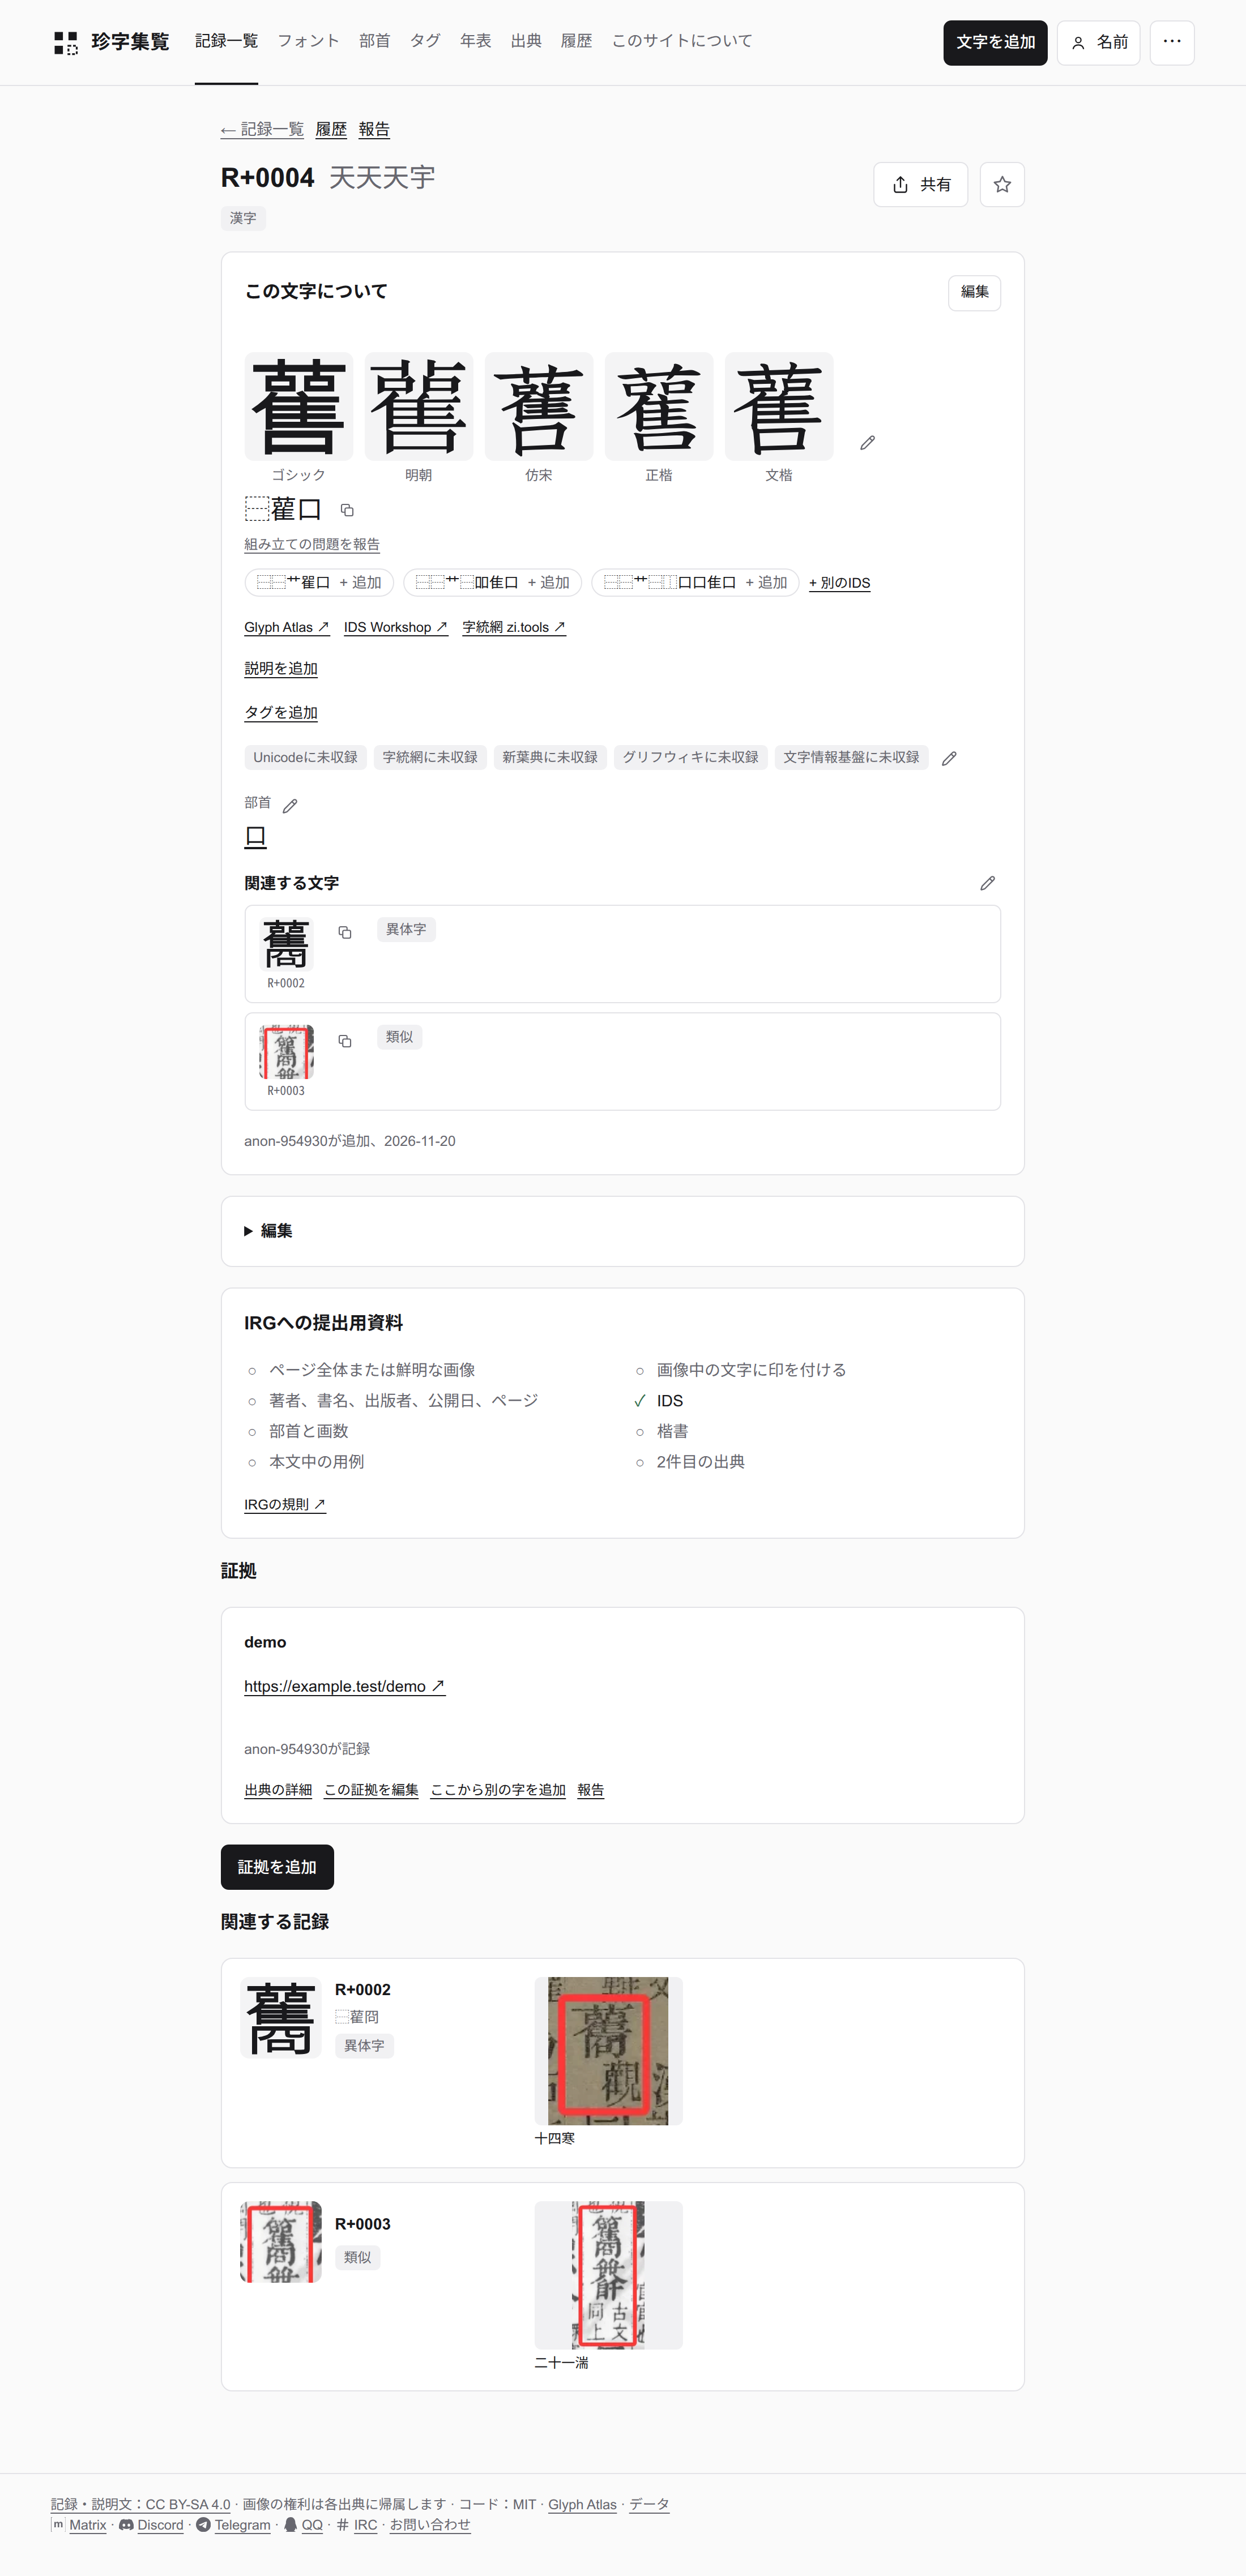 珍字集覧 記録一覧 フォント 部首 タグ 年表 出典 履歴 このサイトについて 文字を追加 名前 …
← 記録一覧 履歴 報告
R+0004 天天天宇 共有
漢字
この文字について 編集
ゴシック 明朝 仿宋 正楷 文楷
⿱雚口
組み立ての問題を報告
⿱⿱艹⿱吅隹口 + 追加
+ 別のIDS
Glyph Atlas ↗ IDS Workshop ↗ 字統網 zi.tools ↗
説明を追加
タグを追加
Unicodeに未収録 字統網に未収録 新葉典に未収録 グリフウィキに未収録 文字情報基盤に未収録
部首
口
関連する文字
異体字
R+0002
類似
R+0003
anon-954930が追加、2026-11-20
▶ 編集
IRGへの提出用資料
○ ページ全体または鮮明な画像 ○ 画像中の文字に印を付ける
○ 著者、書名、出版者、公開日、ページ ✓ IDS
○ 部首と画数 ○ 楷書
○ 本文中の用例 ○ 2件目の出典
IRGの規則 ↗
証拠
demo
https://example.test/demo ↗
anon-954930が記録
出典の詳細 この証拠を編集 ここから別の字を追加 報告
証拠を追加
関連する記録
R+0002
⿱雚冏
異体字
十四寒
R+0003
類似
古文
同上
二十一湍
記録・説明文：CC BY-SA 4.0 · 画像の権利は各出典に帰属します · コード：MIT · Glyph Atlas · データ
[m] Matrix · Discord · Telegram · QQ · # IRC · お問い合わせ